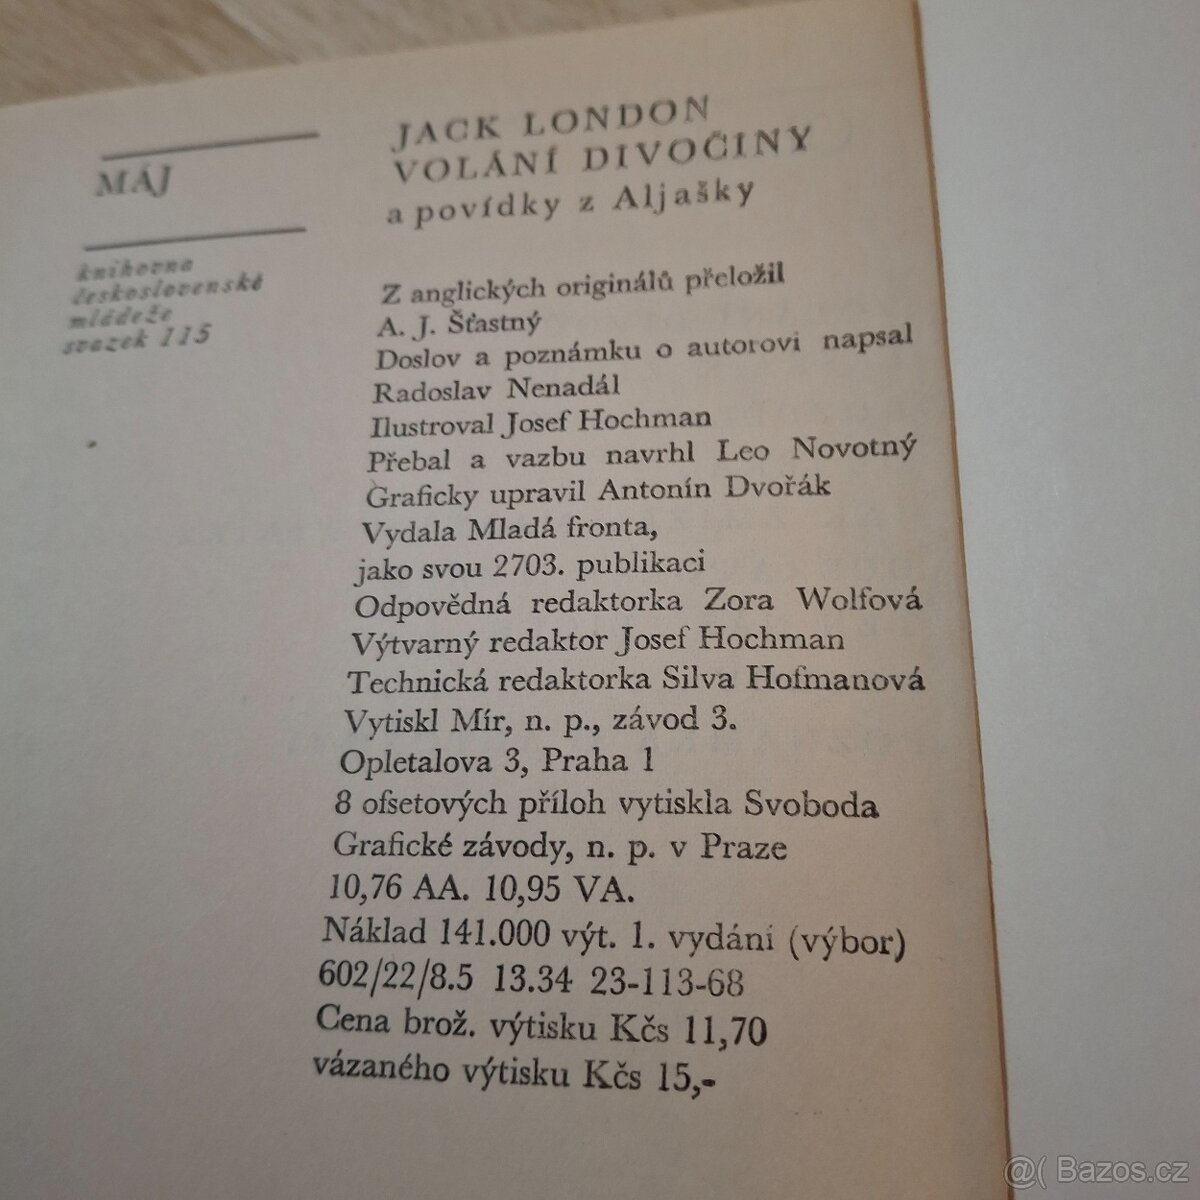 MÁJ
knihovna
československé
mládeže
svazek 115
JACK LONDON
VOLÁNÍ DIVOČINY
a povídky z Aljašky
Z anglických originálů přeložil
A. J. Šťastný
Doslov a poznámku o autorovi napsal
Radoslav Nenadál
Ilustroval Josef Hochman
Přebal a vazbu navrhl Leo Novotný
Graficky upravil Antonín Dvořák
Vydala Mladá fronta,
jako svou 2703. publikaci
Odpovědná redaktorka Zora Wolfová
Výtvarný redaktor Josef Hochman
Technická redaktorka Silva Hofmanová
Vytiskl Mír, n. p., závod 3.
Opletalova 3, Praha 1
8 ofsetových příloh vytiskla Svoboda
Grafické závody, n. p. v Praze
10,76 AA. 10,95 VA.
Náklad 141.000 výt. 1. vydání (výbor)
602/22/8.5 13.34 23-113-68
Cena brož. výtisku Kčs 11,70
vázaného výtisku Kčs 15,-
@( Bazos.cz